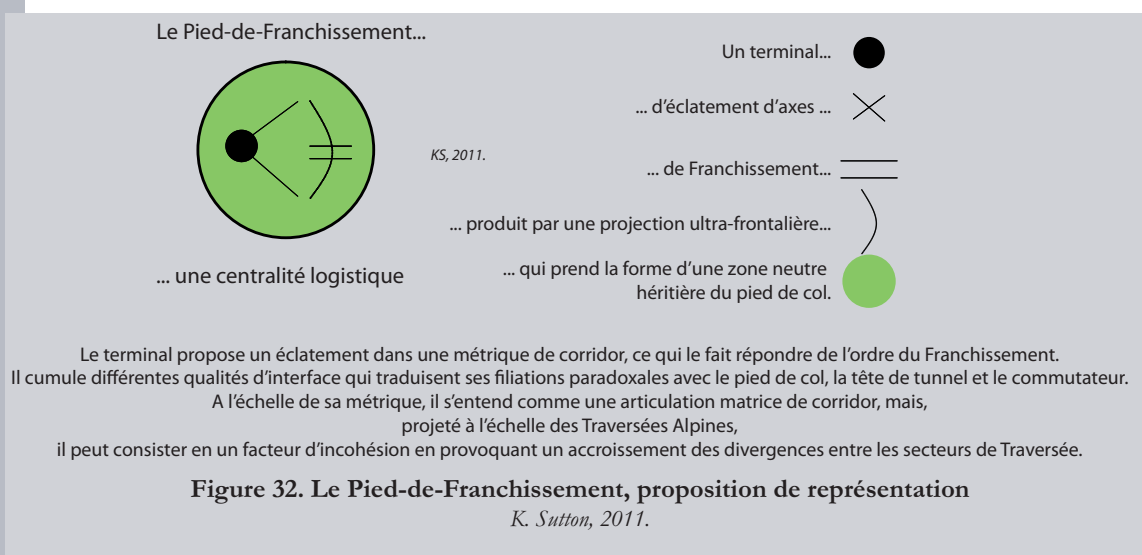 Le Pied-de-Franchissement...
KS, 2011.
... une centralité logistique
Un terminal...
... d'éclatement d'axes ...
... de Franchissement...
... produit par une projection ultra-frontalière...
... qui prend la forme d'une zone neutre
héritière du pied de col.
Le terminal propose un éclatement dans une métrique de corridor, ce qui le fait répondre de l'ordre du Franchissement.
Il cumule différentes qualités d'interface qui traduisent ses filiations paradoxales avec le pied de col, la tête de tunnel et le commutateur.
A l'échelle de sa métrique, il s'entend comme une articulation matrice de corridor, mais,
projeté à l'échelle des Traversées Alpines,
il peut consister en un facteur d'incohésion en provoquant un accroissement des divergences entre les secteurs de Traversée.
Figure 32. Le Pied-de-Franchissement, proposition de représentation
K. Sutton, 2011.